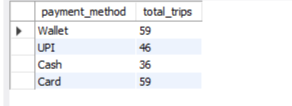 payment_method total_trips
Wallet 59
UPI 46
Cash 36
Card 59